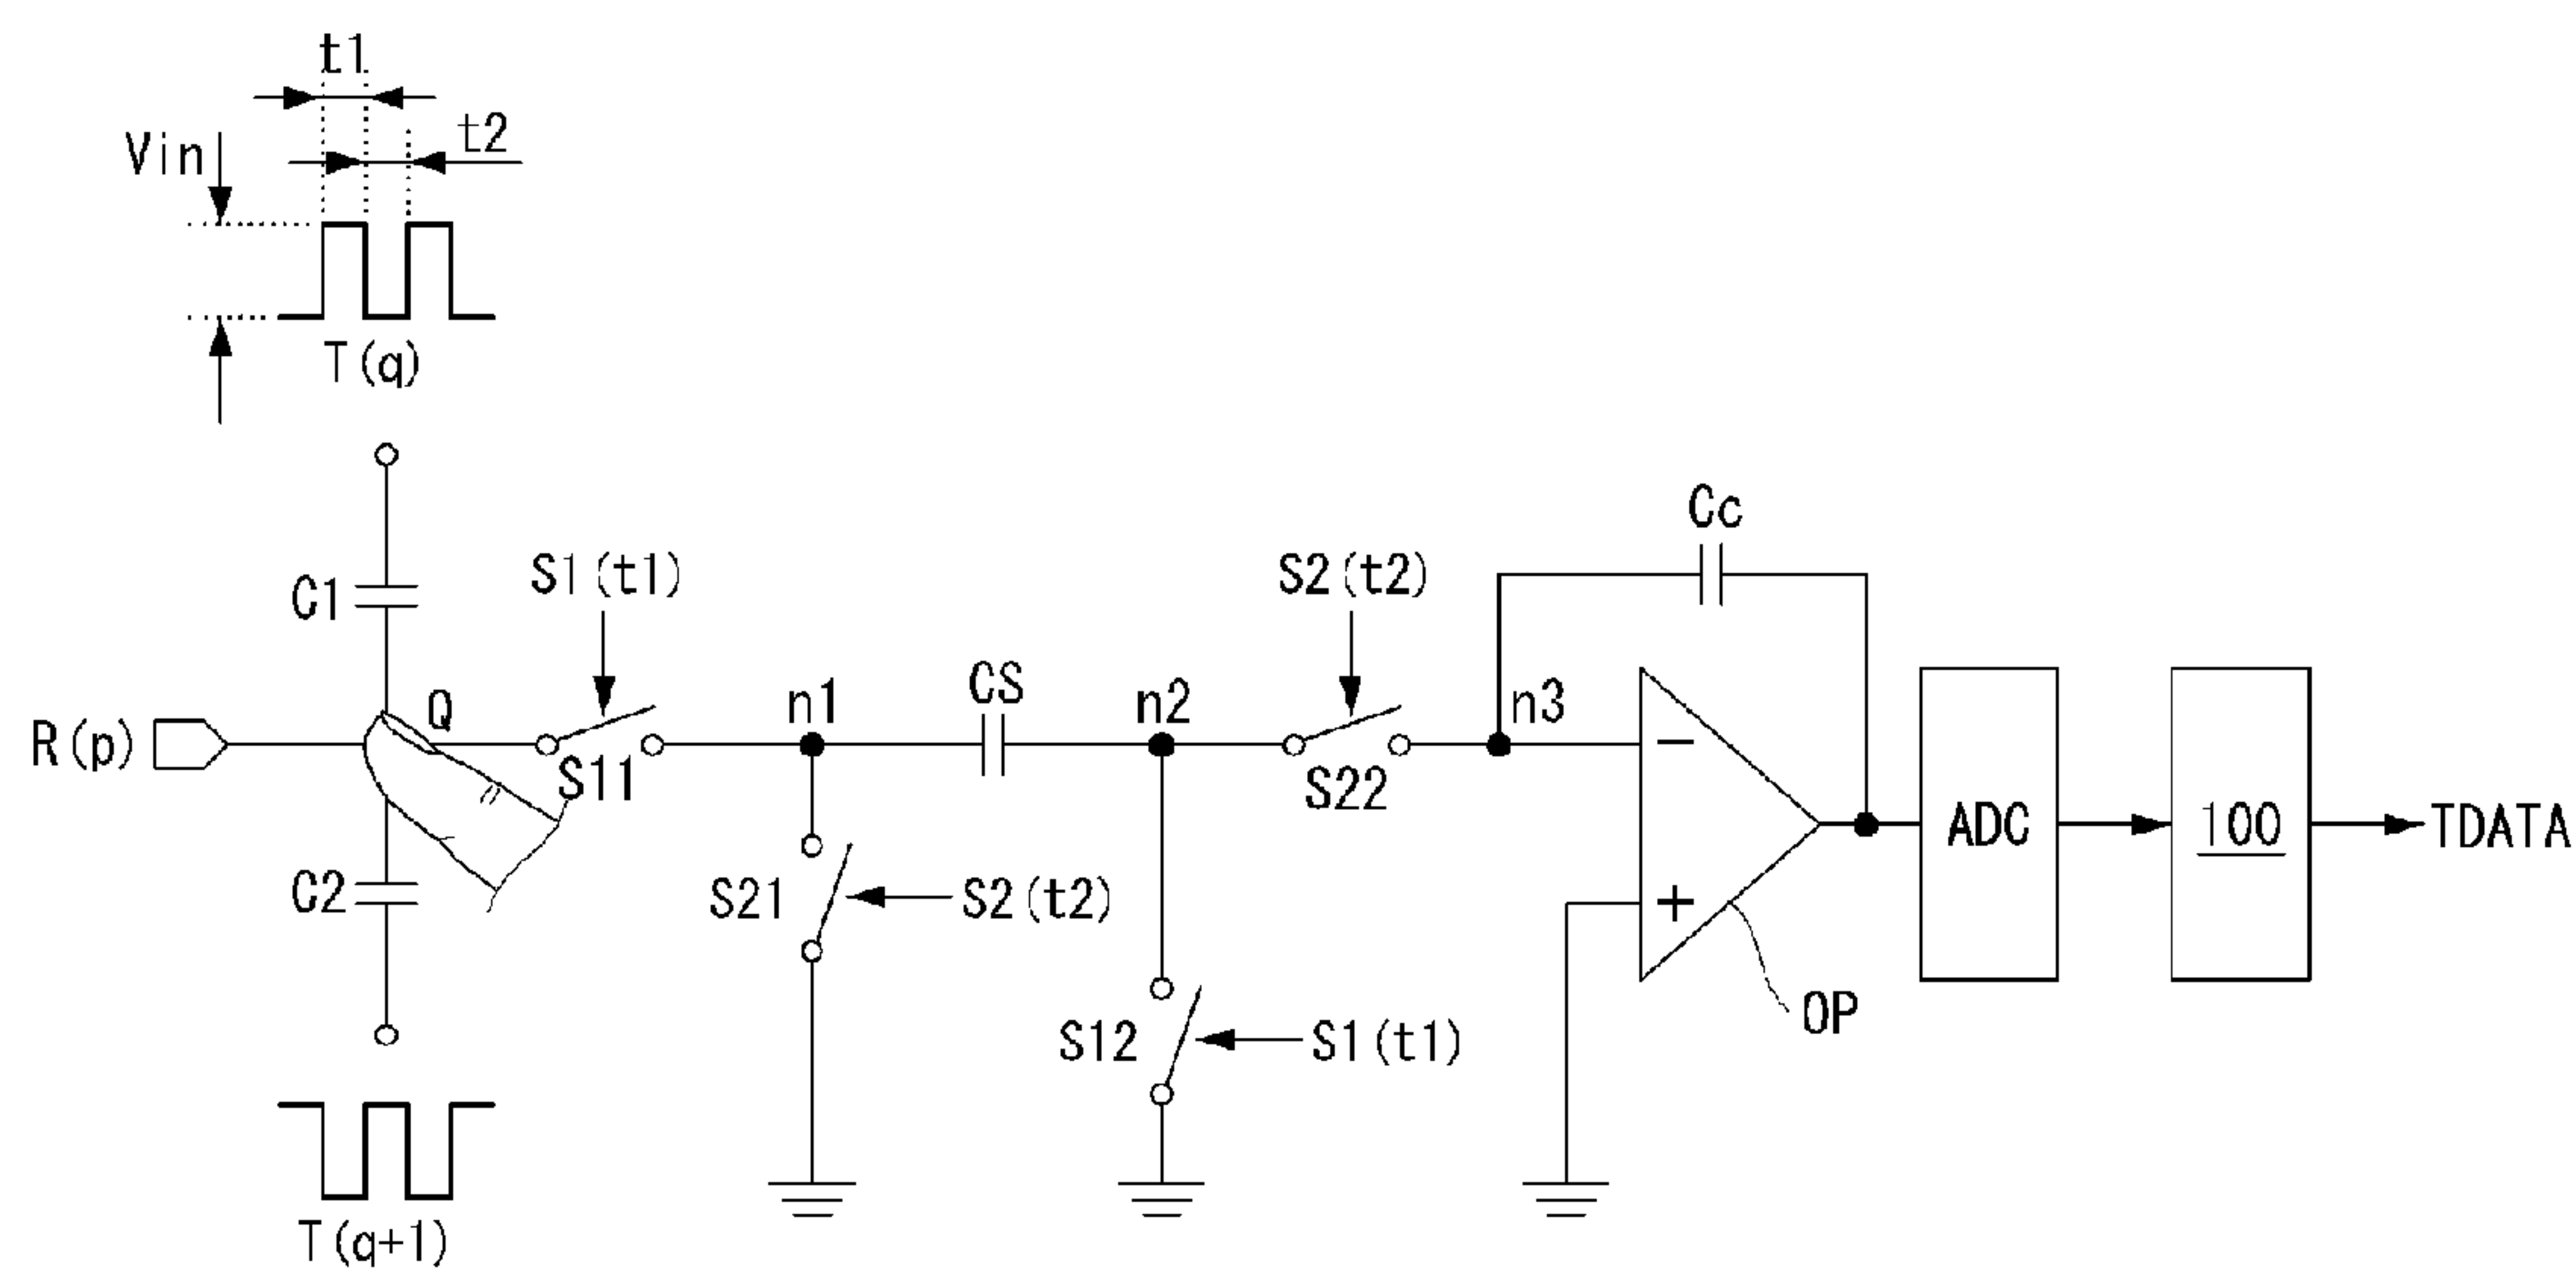 t1
Vin
t2
T(q)
Cc
S1(t1)
S2(t2)
C1
CS
Q
n1
n2
n3
R(p)
S11
S22
−
ADC
100
TDATA
C2
S21
S2(t2)
+
OP
S12
S1(t1)
T(q+1)